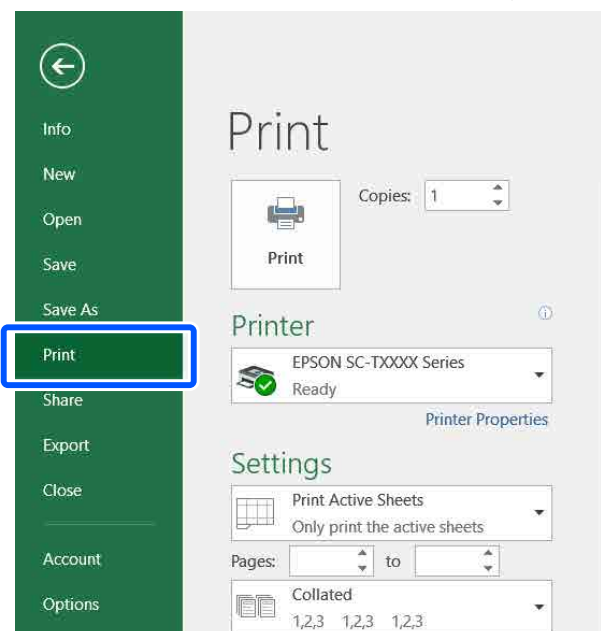 Info
New
Open
Save
Save As
Print
Share
Export
Close
Account
Options
Print
Print
Copies: 1
Printer
EPSON SC-TXXXX Series
Ready
Printer Properties
Settings
Print Active Sheets
Only print the active sheets
Pages: to
Collated
1,2,3 1,2,3 1,2,3